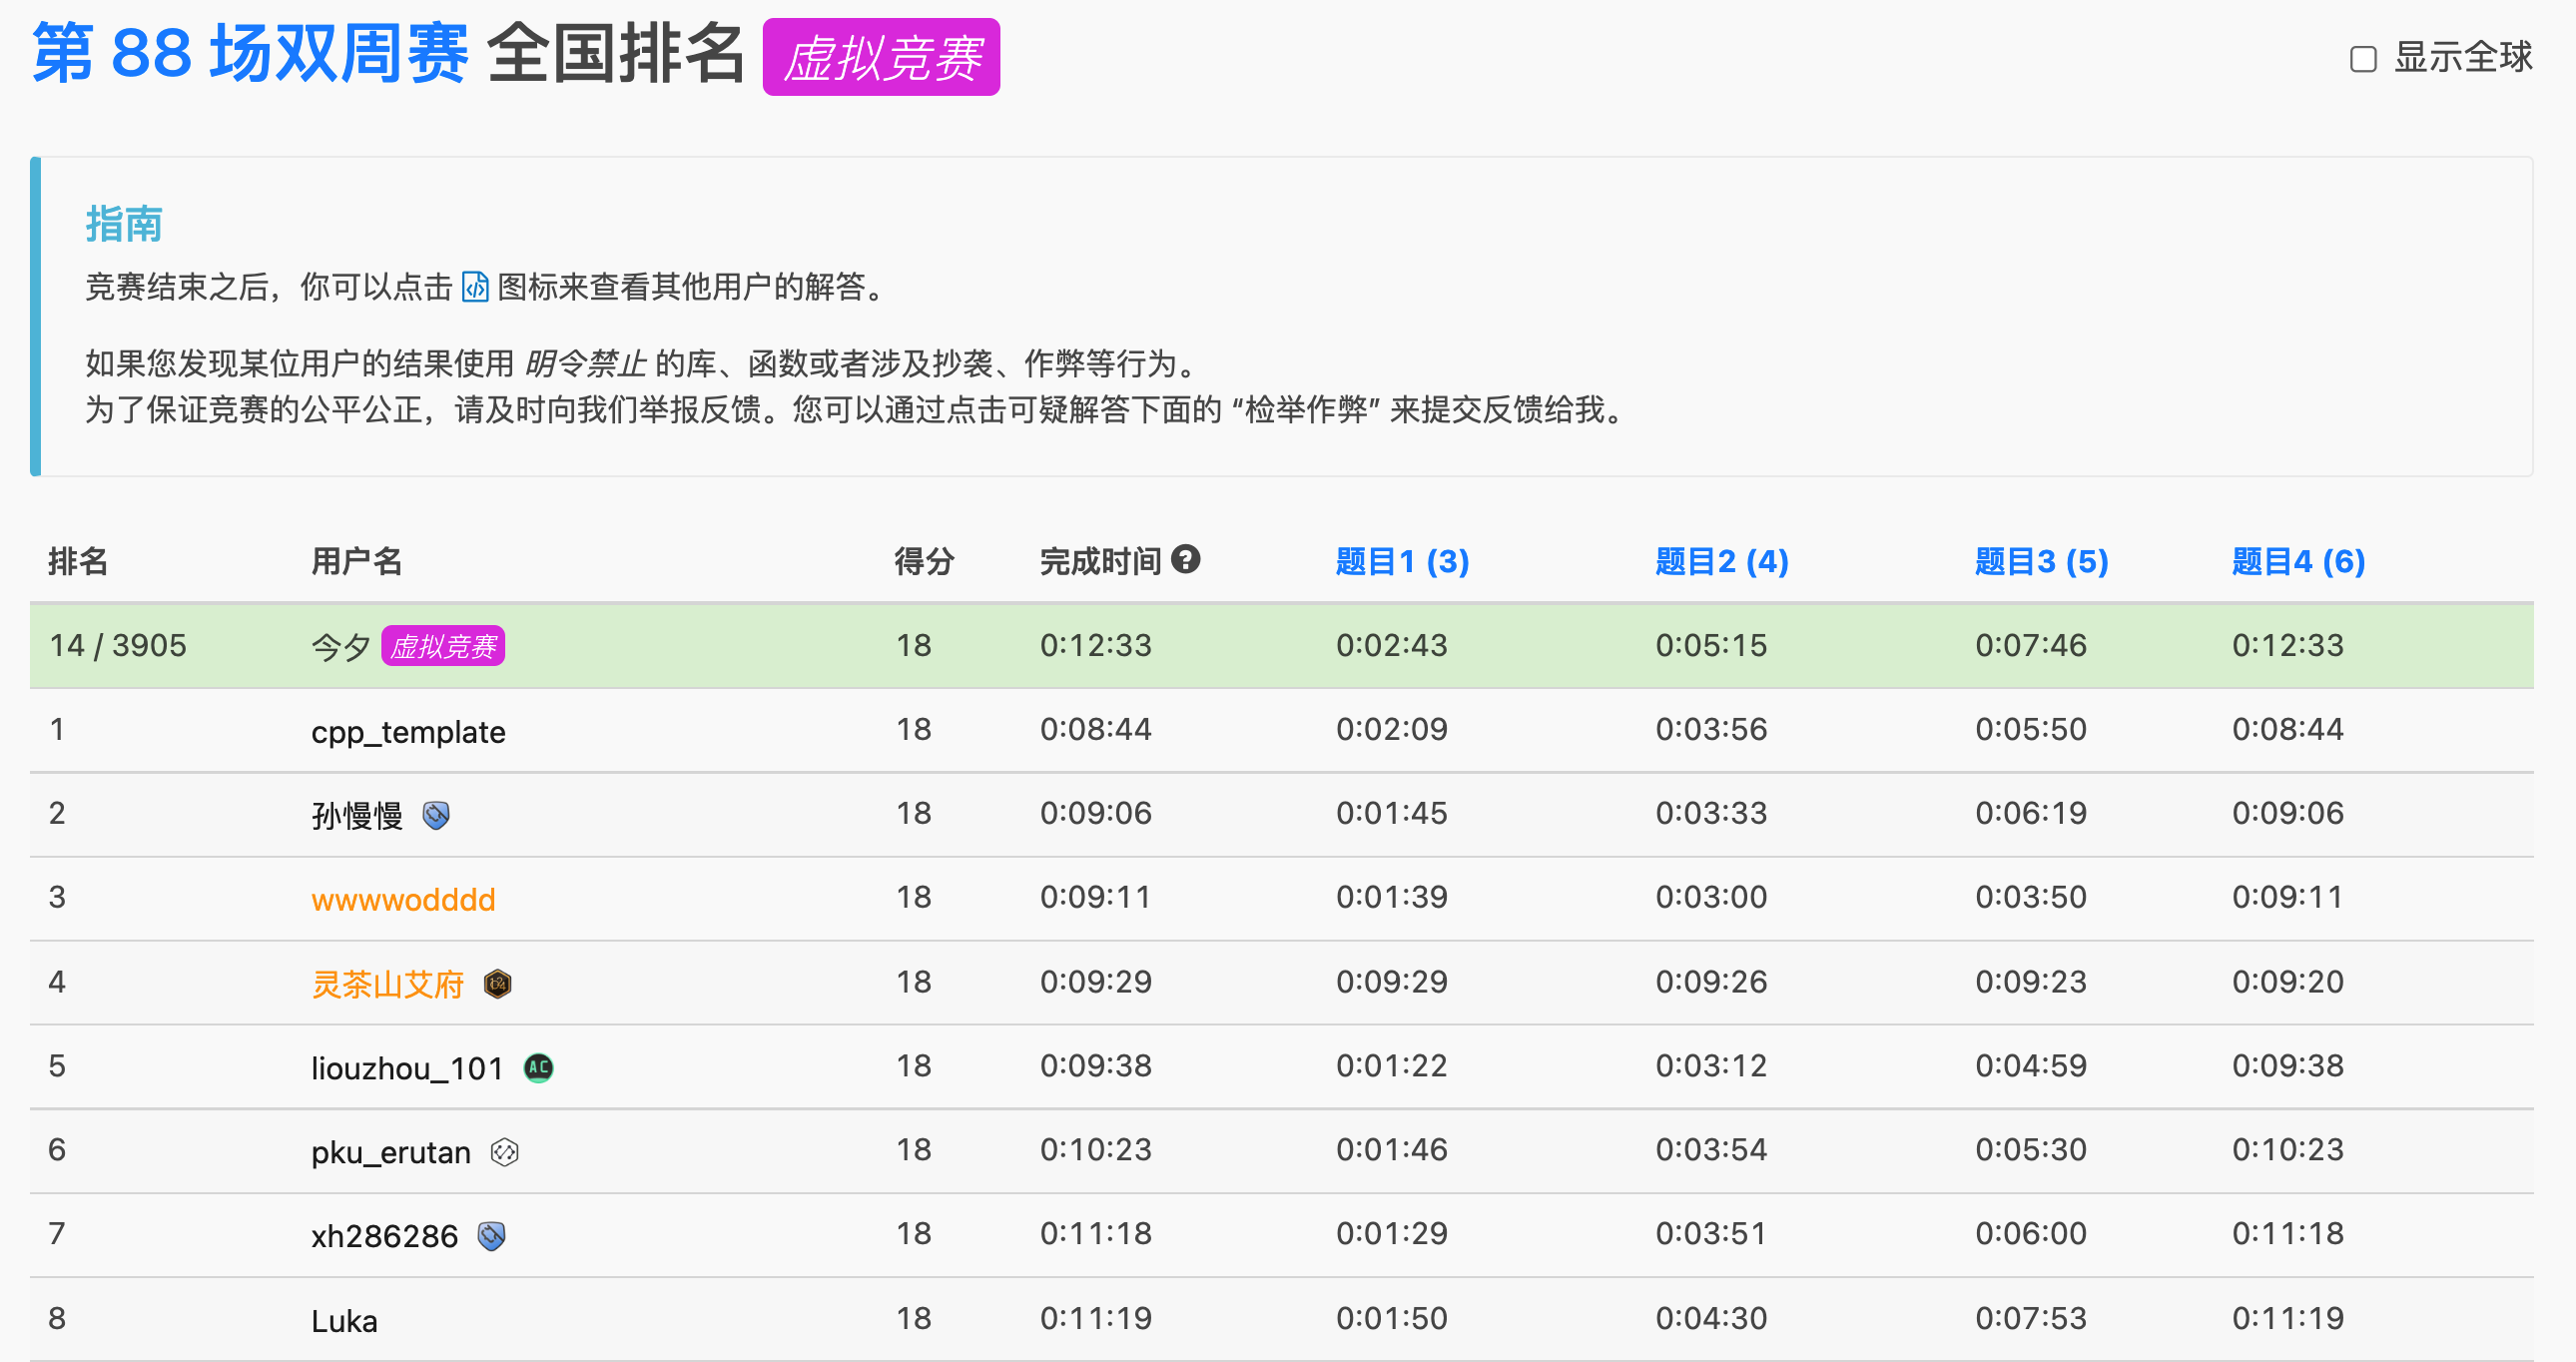 第 88 场双周赛 全国排名 虚拟竞赛
显示全球
指南
竞赛结束之后，你可以点击 </> 图标来查看其他用户的解答。
如果您发现某位用户的结果使用 明令禁止 的库、函数或者涉及抄袭、作弊等行为。
为了保证竞赛的公平公正，请及时向我们举报反馈。您可以通过点击可疑解答下面的 “检举作弊” 来提交反馈给我。
排名 用户名 得分 完成时间 ? 题目1 (3) 题目2 (4) 题目3 (5) 题目4 (6)
14 / 3905 今夕 虚拟竞赛 18 0:12:33 0:02:43 0:05:15 0:07:46 0:12:33
1 cpp_template 18 0:08:44 0:02:09 0:03:56 0:05:50 0:08:44
2 孙慢慢 18 0:09:06 0:01:45 0:03:33 0:06:19 0:09:06
3 wwwwodddd 18 0:09:11 0:01:39 0:03:00 0:03:50 0:09:11
4 灵茶山艾府 18 0:09:29 0:09:29 0:09:26 0:09:23 0:09:20
5 liouzhou_101 AC 18 0:09:38 0:01:22 0:03:12 0:04:59 0:09:38
6 pku_erutan 18 0:10:23 0:01:46 0:03:54 0:05:30 0:10:23
7 xh286286 18 0:11:18 0:01:29 0:03:51 0:06:00 0:11:18
8 Luka 18 0:11:19 0:01:50 0:04:30 0:07:53 0:11:19